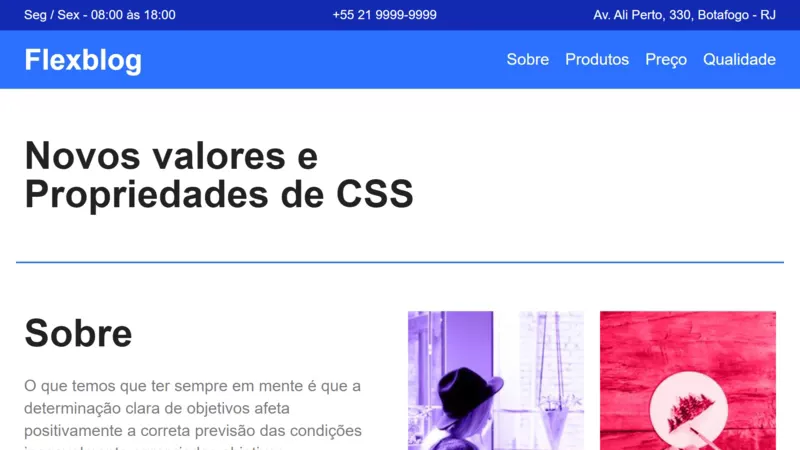 Seg / Sex - 08:00 às 18:00
+55 21 9999-9999
Av. Ali Perto, 330, Botafogo - RJ
Flexblog
Sobre Produtos Preço Qualidade
Novos valores e
Propriedades de CSS
Sobre
O que temos que ter sempre em mente é que a
determinação clara de objetivos afeta
positivamente a correta previsão das condições